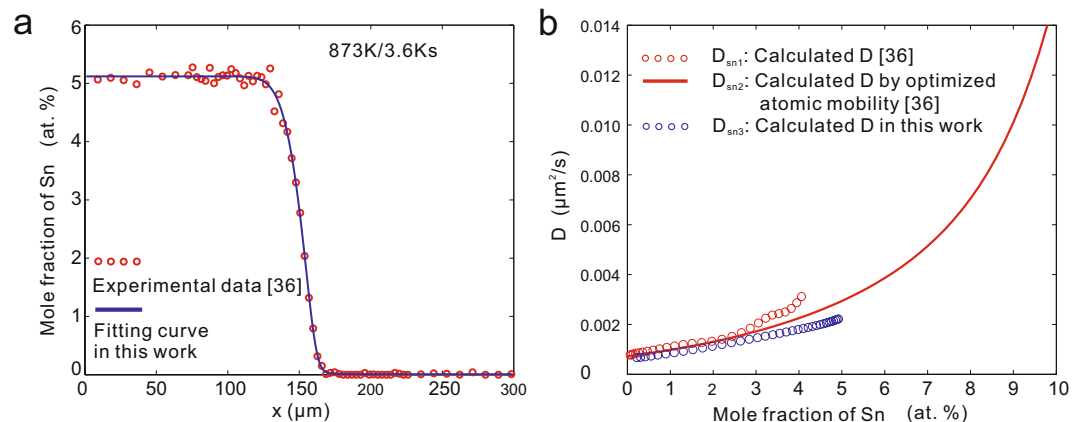 a
873K/3.6Ks
Mole fraction of Sn (at. %)
6
5
4
3
2
1
0
Experimental data [36]
Fitting curve
in this work
0
50
100
150
200
250
300
x (μm)
b
D (μm²/s)
0.014
0.012
0.010
0.008
0.006
0.004
0.002
0
Dsn1: Calculated D [36]
Dsn2: Calculated D by optimized
atomic mobility [36]
Dsn3: Calculated D in this work
0
1
2
3
4
5
6
7
8
9
10
Mole fraction of Sn (at. %)